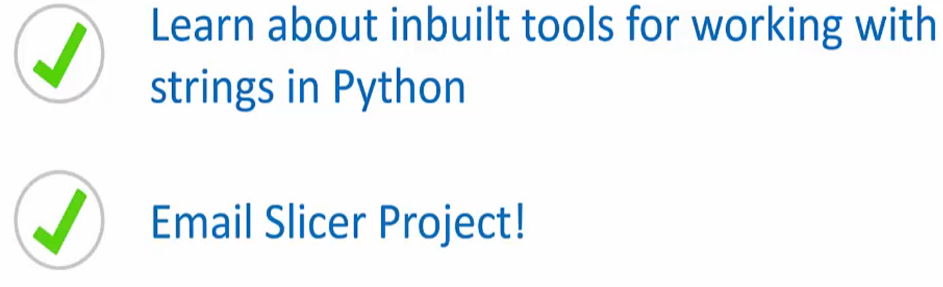 Learn about inbuilt tools for working with
strings in Python
Email Slicer Project!